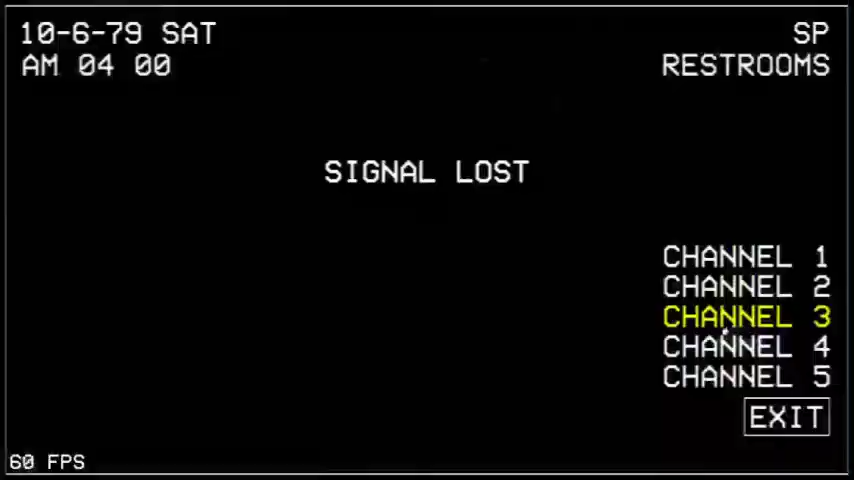 10-6-79 SAT
AM 04 00
SP
RESTROOMS
SIGNAL LOST
CHANNEL 1
CHANNEL 2
CHANNEL 3
CHANNEL 4
CHANNEL 5
EXIT
60 FPS